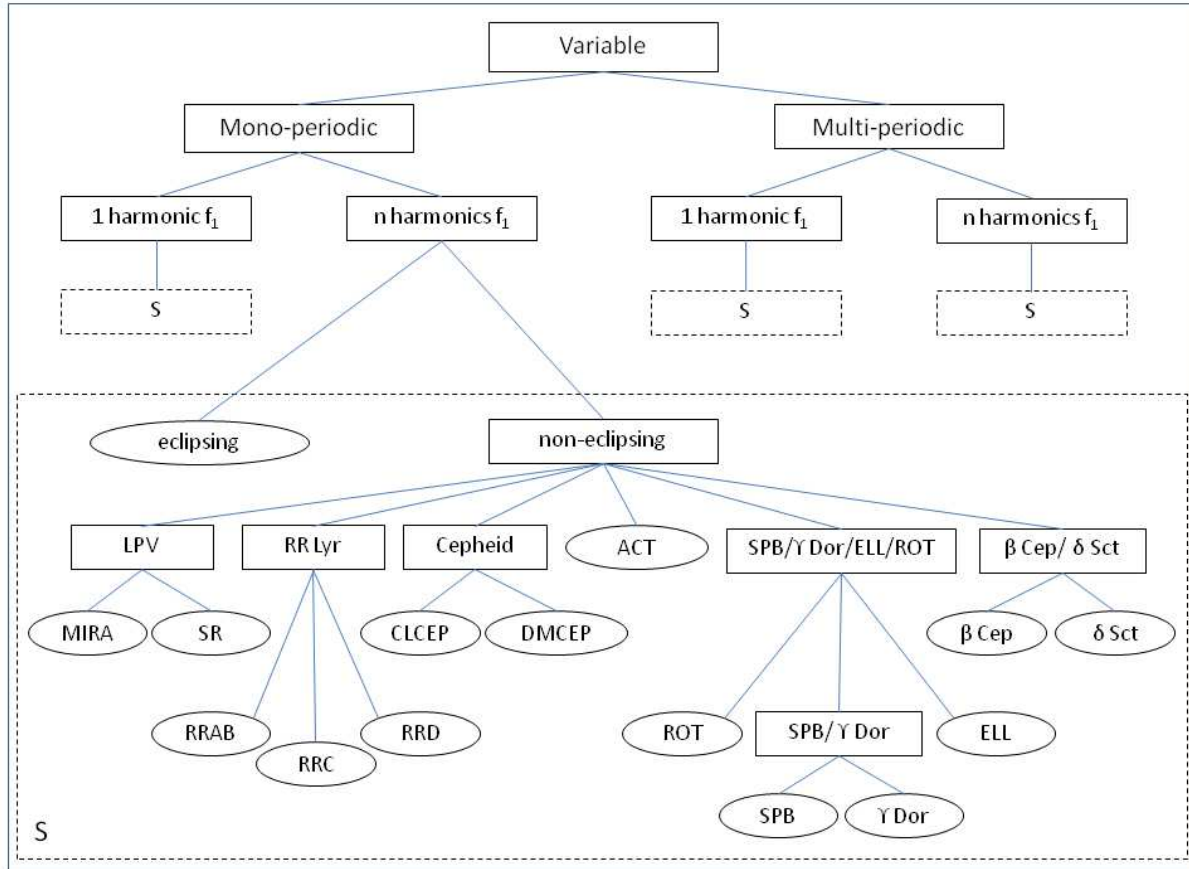 Variable
Mono-periodic
Multi-periodic
1 harmonic f₁
n harmonics f₁
1 harmonic f₁
n harmonics f₁
S
S
S
eclipsing
non-eclipsing
LPV
RR Lyr
Cepheid
ACT
SPB/ϒ Dor/ELL/ROT
β Cep/ δ Sct
MIRA
SR
CLCEP
DMCEP
β Cep
δ Sct
RRAB
RRC
RRD
ROT
SPB/ ϒ Dor
ELL
SPB
ϒ Dor
S